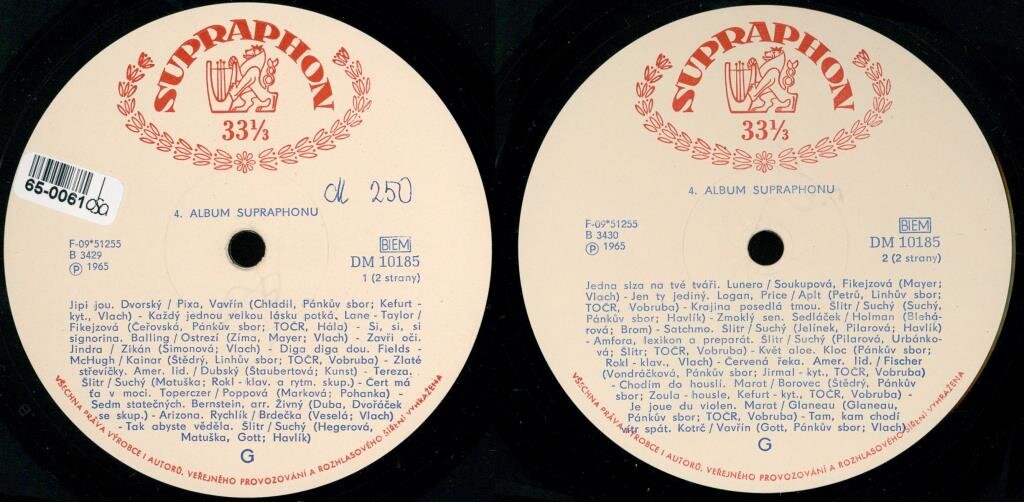 SUPRAPHON
33⅓
65-0061
M 250
4. ALBUM SUPRAPHONU
F-09*51255
B 3429
Ⓟ 1965
BIEM
DM 10185
1 (2 strany)
Jipi jou. Dvorský / Pixa, Vavřín (Chladil, Pánkův sbor; Kefurt -
kyt., Vlach) - Každý jednou velkou lásku potká, Lane - Taylor /
Fikejzová (Čeřovská, Pánkův sbor; TOČR, Hála) - Si, si, si
signorina. Balling / Ostrezí (Zíma, Mayer; Vlach) - Zavři oči.
Jindra / Zikán (Simonová; Vlach) - Diga diga dou. Fields -
McHugh / Kainar (Štědrý, Linhův sbor; TOČR, Vobruba) - Zlaté
střevíčky. Amer. lid. / Dubský (Štaubertová; Kunst) - Tereza.
Šlitr / Suchý (Matuška; Rokl - klav. a rytm. skup.) - Čert má
ťa v moci. Toperczer / Poppová (Marková; Pohanka) -
Sedm statečných. Bernstein, arr. Živný (Duba, Dvořáček
se skup.) - Arizona. Rychlík / Brdečka (Veselá; Vlach)
- Tak abyste věděla. Šlitr / Suchý (Hegerová,
Matuška, Gott; Havlík)
G
VŠECHNA PRÁVA VÝROBCE I AUTORŮ, VEŘEJNÉHO PROVOZOVÁNÍ A ROZHLASOVÉHO ŠÍŘENÍ VYHRAŽENA
SUPRAPHON
33⅓
4. ALBUM SUPRAPHONU
F-09*51255
B 3430
Ⓟ 1965
BIEM
DM 10185
2 (2 strany)
Jedna slza na tvé tváři. Lunero / Soukupová, Fikejzová (Mayer;
Vlach) - Jen ty jediný. Logan, Price / Aplt (Petrů, Linhův sbor;
TOČR, Vobruba) - Krajina posedlá tmou. Šlitr / Suchý (Suchý,
Pánkův sbor; Havlík) - Zmoklý sen. Sedláček / Holman (Blehá-
rová; Brom) - Satchmo. Šlitr / Suchý (Jelínek, Pilarová; Havlík)
- Amfora, lexikon a preparát. Šlitr / Suchý (Pilarová, Urbánko-
vá; Šlitr; TOČR, Vobruba) - Květ aloe. Kloc (Pánkův sbor;
Rokl - klav., Vlach) - Červená řeka. Amer. lid. / Fischer
(Vondráčková, Pánkův sbor; Jirmal - kyt., TOČR, Vobruba)
- Chodím do houslí. Marat / Borovec (Štědrý, Pánkův
sbor; Zoula - housle, Kefurt - kyt., TOČR, Vobruba) -
Je joue du violen. Marat / Glaneau (Glaneau,
Pánkův sbor; TOČR, Vobruba) - Tam, kam chodí
vítr spát. Kotrč / Vavřín (Gott, Pánkův sbor; Vlach)
G
VŠECHNA PRÁVA VÝROBCE I AUTORŮ, VEŘEJNÉHO PROVOZOVÁNÍ A ROZHLASOVÉHO ŠÍŘENÍ VYHRAŽENA